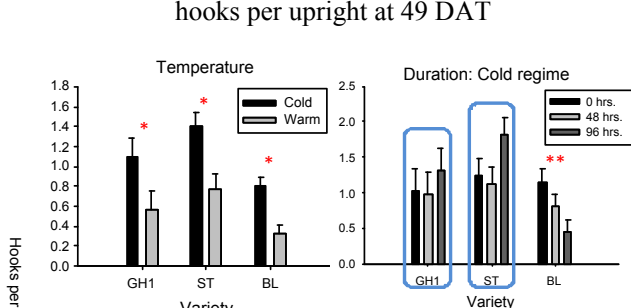 hooks per upright at 49 DAT
Temperature
1.8
1.6
1.4
1.2
1.0
0.8
0.6
0.4
0.2
0.0
*
*
*
Cold
Warm
GH1
ST
BL
Variety
Hooks per
Duration: Cold regime
2.5
2.0
1.5
1.0
0.5
0.0
0 hrs.
48 hrs.
96 hrs.
**
GH1
ST
BL
Variety